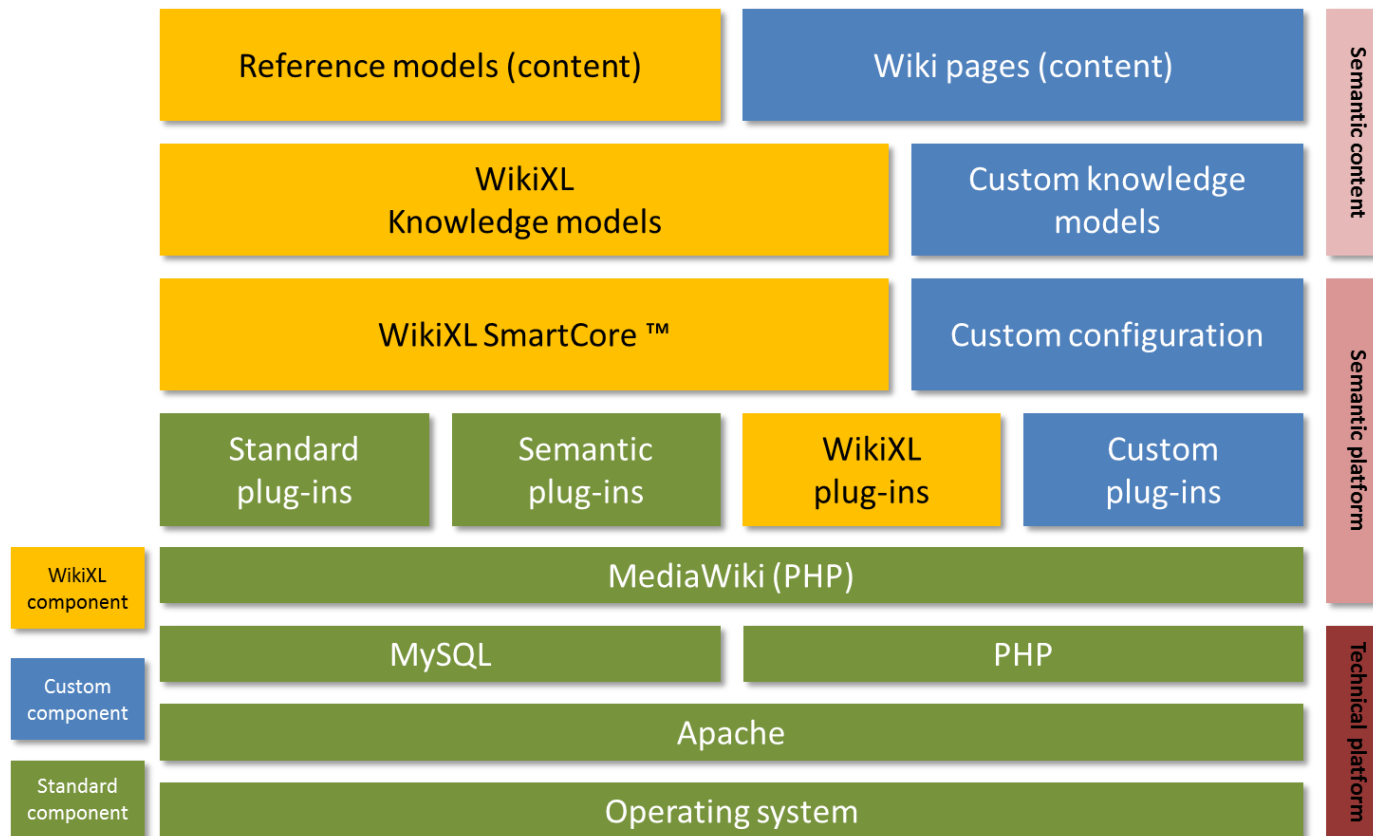 Reference models (content)
Wiki pages (content)
WikiXL
Knowledge models
Custom knowledge
models
Semantic content
WikiXL SmartCore ™
Custom configuration
Standard
plug-ins
Semantic
plug-ins
WikiXL
plug-ins
Custom
plug-ins
MediaWiki (PHP)
Semantic platform
WikiXL
component
MySQL
PHP
Custom
component
Apache
Standard
component
Operating system
Technical platform